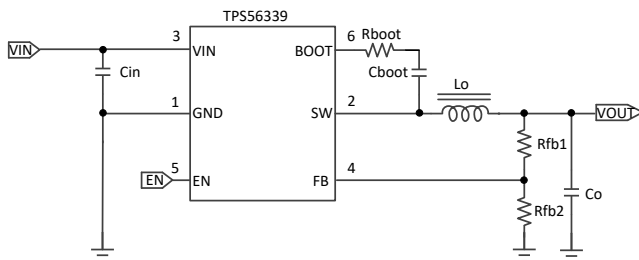 TPS56339
VIN
3
VIN
BOOT
6
Rboot
Cin
Cboot
Lo
1
GND
SW
2
VOUT
Rfb1
EN
5
EN
FB
4
Rfb2
Co